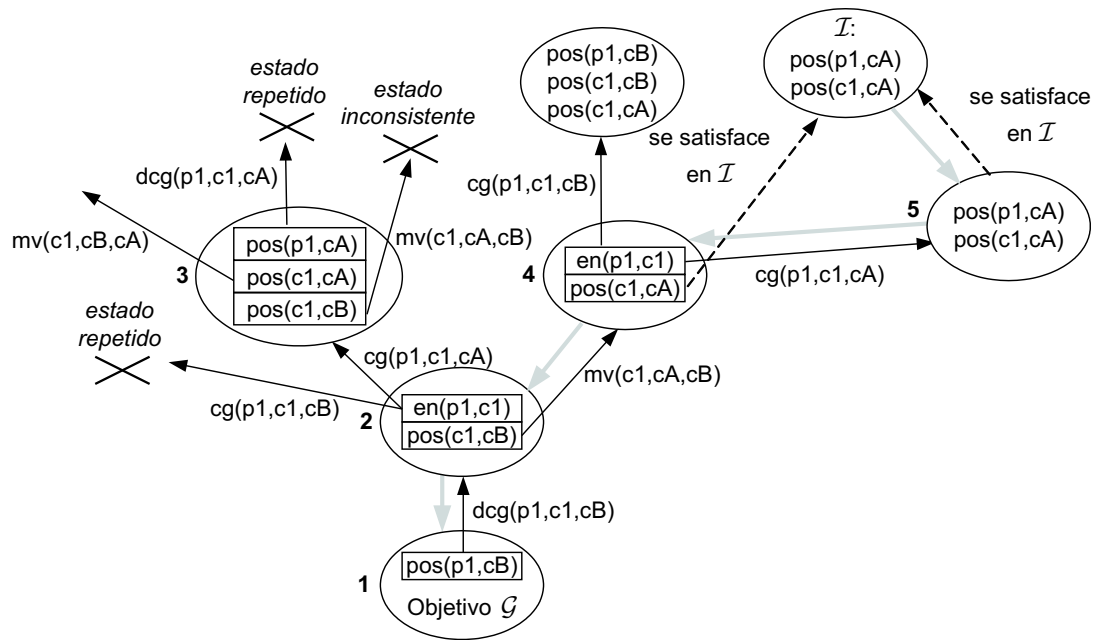 pos(p1,cB)
pos(c1,cB)
pos(c1,cA)
ℐ:
pos(p1,cA)
pos(c1,cA)
estado
repetido
estado
inconsistente
se satisface
en ℐ
se satisface
en ℐ
dcg(p1,c1,cA)
cg(p1,c1,cB)
mv(c1,cB,cA)
mv(c1,cA,cB)
3
pos(p1,cA)
pos(c1,cA)
pos(c1,cB)
4
en(p1,c1)
pos(c1,cA)
cg(p1,c1,cA)
5
pos(p1,cA)
pos(c1,cA)
estado
repetido
cg(p1,c1,cA)
mv(c1,cA,cB)
cg(p1,c1,cB)
2
en(p1,c1)
pos(c1,cB)
dcg(p1,c1,cB)
1
pos(p1,cB)
Objetivo 𝒢